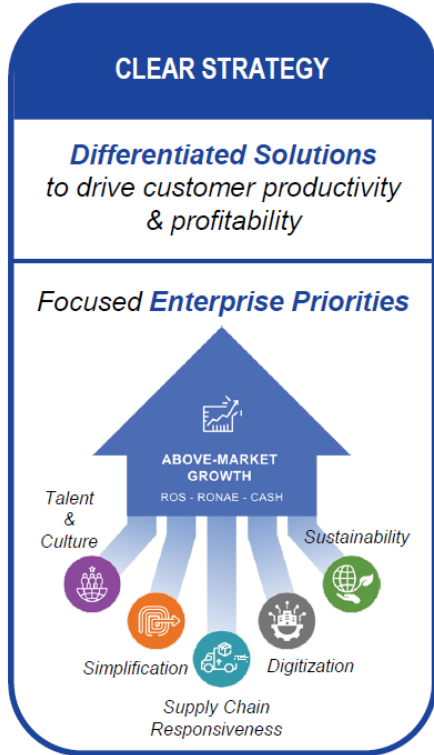 CLEAR STRATEGY
Differentiated Solutions
to drive customer productivity
& profitability
Focused Enterprise Priorities
ABOVE-MARKET
GROWTH
ROS - RONAE - CASH
Talent
&
Culture
Sustainability
Simplification
Digitization
Supply Chain
Responsiveness